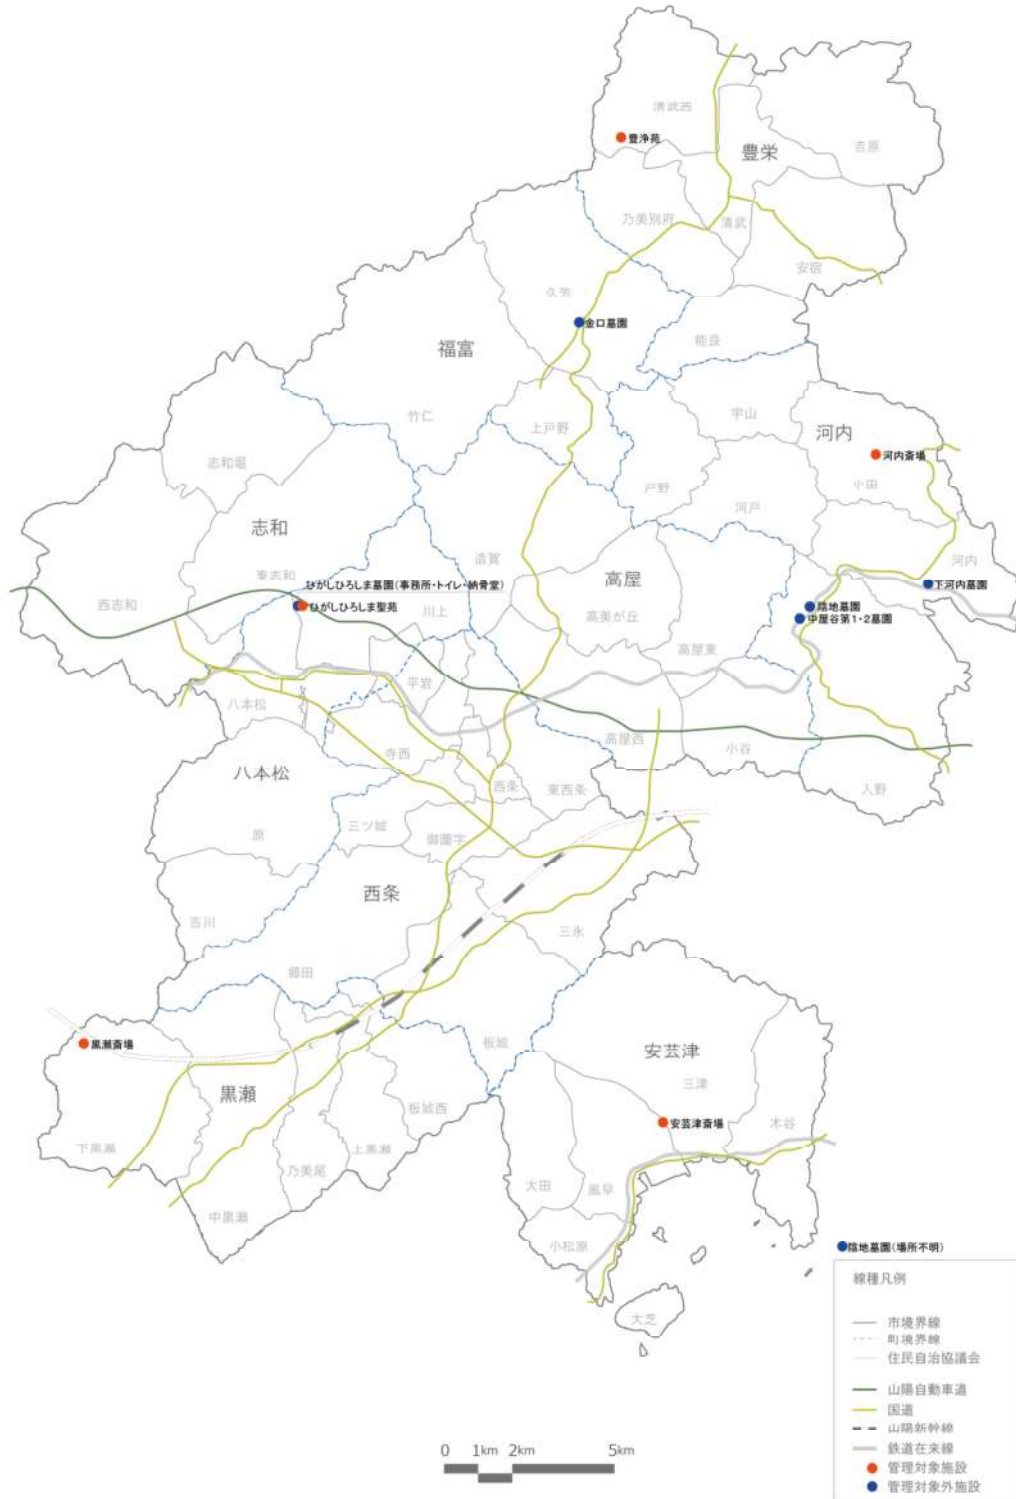 清武西
豊浄苑
豊栄
吉原
乃美別府
清武
安宿
久芳
金口墓園
能良
福富
竹仁
上戸野
宇山
河内
河内斎場
小田
志和堀
戸野
河戸
志和
造賀
高屋
河内
東志和
ひがしひろしま墓園(事務所・トイレ・納骨堂)
下河内墓園
西志和
ひがしひろしま聖苑
川上
高美が丘
陰地墓園
中屋谷第1・2墓園
高屋東
平岩
八本松
高屋西
小谷
寺西
八本松
西条
東西条
入野
原
三ツ城
御薗宇
西条
吉川
三永
郷田
黒瀬斎場
板城
安芸津
三津
黒瀬
安芸津斎場
板城西
木谷
下黒瀬
上黒瀬
乃美尾
大田
風早
中黒瀬
小松原
陰地墓園(場所不明)
大芝
線種凡例
市境界線
町境界線
住民自治協議会
山陽自動車道
国道
山陽新幹線
鉄道在来線
管理対象施設
管理対象外施設
0 1km 2km 5km